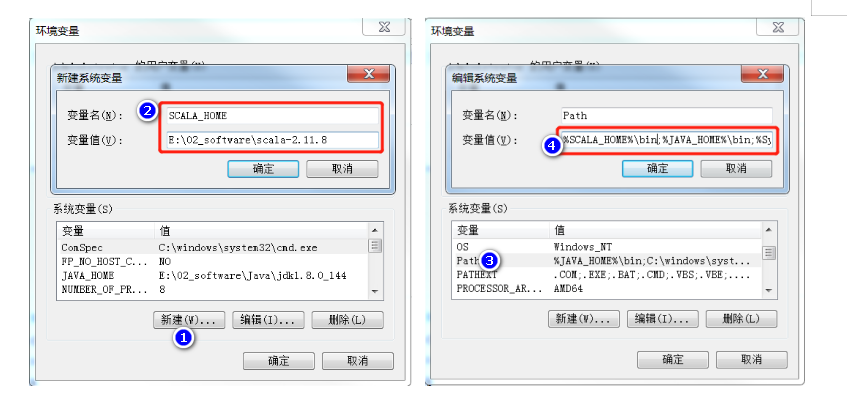 环境变量
新建系统变量
变量名(N):
2
SCALA_HOME
变量值(V):
E:\02_software\scala-2.11.8
确定
取消
系统变量(S)
变量
值
ComSpec
C:\windows\system32\cmd.exe
FP_NO_HOST_C...
NO
JAVA_HOME
E:\02_software\Java\jdk1.8.0_144
NUMBER_OF_PR...
8
新建(W)...
编辑(I)...
删除(L)
1
确定
取消
环境变量
编辑系统变量
变量名(N):
Path
变量值(V):
4
%SCALA_HOME%\bin;%JAVA_HOME%\bin;%Sy
确定
取消
系统变量(S)
变量
值
OS
Windows_NT
Path
3
%JAVA_HOME%\bin;C:\windows\syst...
PATHEXT
.COM;.EXE;.BAT;.CMD;.VBS;.VBE;....
PROCESSOR_AR...
AMD64
新建(W)...
编辑(I)...
删除(L)
确定
取消